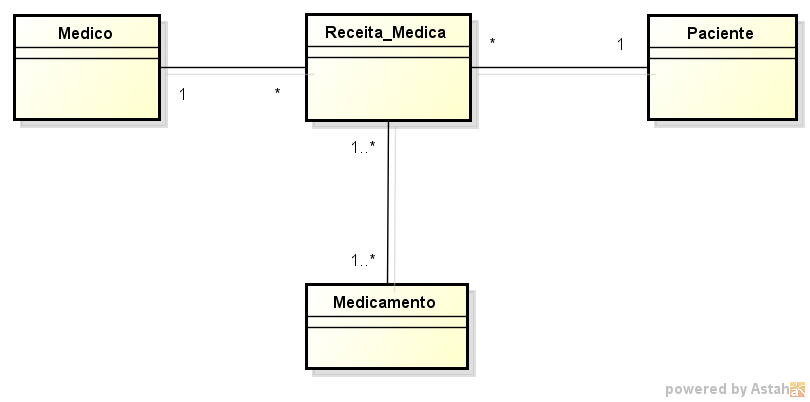 Medico
Receita_Medica
Paciente
1
*
*
1
1..*
1..*
Medicamento
powered by Astah